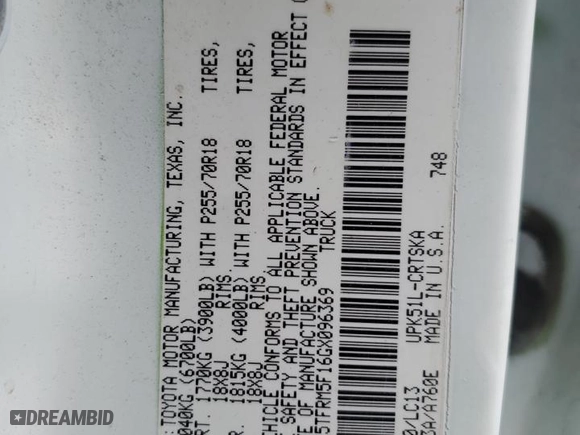 :TOYOTA MOTOR MANUFACTURING, TEXAS, INC.
040KG (6700LB)
RT. 1770KG (3900LB) WITH P255/70R18 TIRES,
18X8J RIMS
RR 1815KG (4000LB) WITH P255/70R18 TIRES,
18X8J RIMS
EHICLE CONFORMS TO ALL APPLICABLE FEDERAL MOTOR
SAFETY AND THEFT PREVENTION STANDARDS IN EFFECT (
E OF MANUFACTURE SHOWN ABOVE.
5TFRM5F16GX096369 TRUCK
0/LC13 UPK51L-CRTSKA 748
A/A760E MADE IN U.S.A
DREAMBID